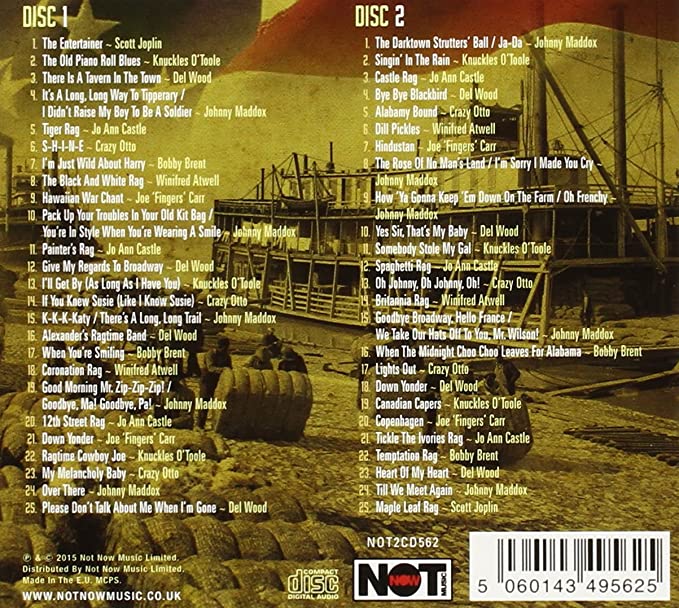 DISC 1
1. The Entertainer ~ Scott Joplin
2. The Old Piano Roll Blues ~ Knuckles O'Toole
3. There Is A Tavern In The Town ~ Del Wood
4. It's A Long, Long Way To Tipperary /
I Didn't Raise My Boy To Be A Soldier ~ Johnny Maddox
5. Tiger Rag ~ Jo Ann Castle
6. S-H-I-N-E ~ Crazy Otto
7. I'm Just Wild About Harry ~ Bobby Brent
8. The Black And White Rag ~ Winifred Atwell
9. Hawaiian War Chant ~ Joe 'Fingers' Carr
10. Pack Up Your Troubles In Your Old Kit Bag /
You're In Style When You're Wearing A Smile ~ Johnny Maddox
11. Painter's Rag ~ Jo Ann Castle
12. Give My Regards To Broadway ~ Del Wood
13. I'll Get By (As Long As I Have You) ~ Knuckles O'Toole
14. If You Knew Susie (Like I Know Susie) ~ Crazy Otto
15. K-K-K-Katy / There's A Long, Long Trail ~ Johnny Maddox
16. Alexander's Ragtime Band ~ Del Wood
17. When You're Smiling ~ Bobby Brent
18. Coronation Rag ~ Winifred Atwell
19. Good Morning Mr. Zip-Zip-Zip! /
Goodbye, Ma! Goodbye, Pa! ~ Johnny Maddox
20. 12th Street Rag ~ Jo Ann Castle
21. Down Yonder ~ Joe 'Fingers' Carr
22. Ragtime Cowboy Joe ~ Knuckles O'Toole
23. My Melancholy Baby ~ Crazy Otto
24. Over There ~ Johnny Maddox
25. Please Don't Talk About Me When I'm Gone ~ Del Wood
DISC 2
1. The Darktown Strutters' Ball / Ja-Da ~ Johnny Maddox
2. Singin' In The Rain ~ Knuckles O'Toole
3. Castle Rag ~ Jo Ann Castle
4. Bye Bye Blackbird ~ Del Wood
5. Alabamy Bound ~ Crazy Otto
6. Dill Pickles ~ Winifred Atwell
7. Hindustan ~ Joe 'Fingers' Carr
8. The Rose Of No Man's Land / I'm Sorry I Made You Cry ~
Johnny Maddox
9. How 'Ya Gonna Keep 'Em Down On The Farm / Oh Frenchy ~
Johnny Maddox
10. Yes Sir, That's My Baby ~ Del Wood
11. Somebody Stole My Gal ~ Knuckles O'Toole
12. Spaghetti Rag ~ Jo Ann Castle
13. Oh Johnny, Oh Johnny, Oh! ~ Crazy Otto
14. Britannia Rag ~ Winifred Atwell
15. Goodbye Broadway, Hello France /
We Take Our Hats Off To You, Mr. Wilson! ~ Johnny Maddox
16. When The Midnight Choo Choo Leaves For Alabama ~ Bobby Brent
17. Lights Out ~ Crazy Otto
18. Down Yonder ~ Del Wood
19. Canadian Capers ~ Knuckles O'Toole
20. Copenhagen ~ Joe 'Fingers' Carr
21. Tickle The Ivories Rag ~ Jo Ann Castle
22. Temptation Rag ~ Bobby Brent
23. Heart Of My Heart ~ Del Wood
24. Till We Meet Again ~ Johnny Maddox
25. Maple Leaf Rag ~ Scott Joplin
℗ & © 2015 Not Now Music Limited.
Distributed By Not Now Music Limited.
Made In The E.U. MCPS.
WWW.NOTNOWMUSIC.CO.UK
COMPACT
disc
DIGITAL AUDIO
NOT2CD562
NOT
NOW
MUSIC
5 060143 495625